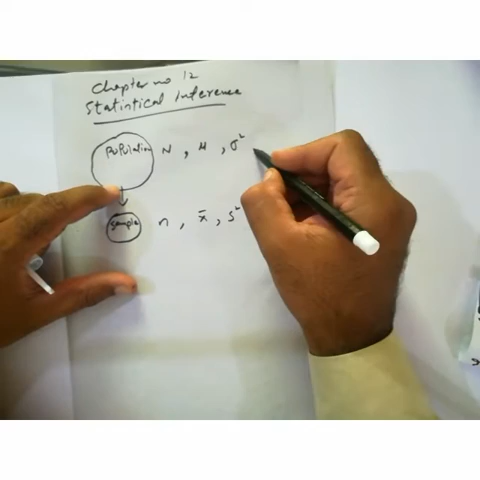 Chapter no 12
Statistical Inference
Population N , μ , σ²
Sample n , x̄ , s²